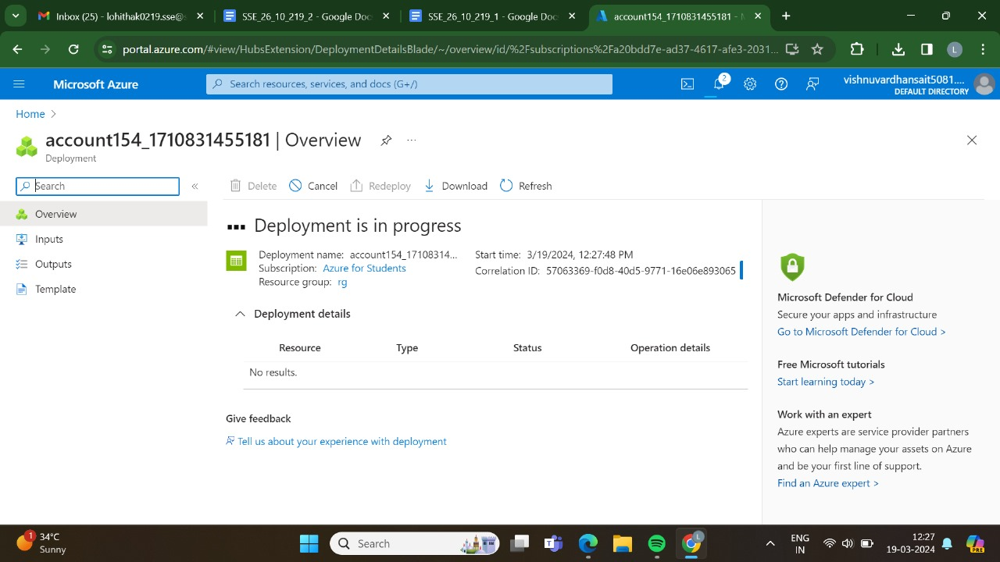 Inbox (25) - lohithak0219.sse@s
SSE_26_10_219_2 - Google Doc
SSE_26_10_219_1 - Google Doc
account154_1710831455181 - M
portal.azure.com/#view/HubsExtension/DeploymentDetailsBlade/~/overview/id/%2Fsubscriptions%2Fa20bdd7e-ad37-4617-afe3-2031...
L
Microsoft Azure
Search resources, services, and docs (G+/)
2
vishnuvardhansait5081....
DEFAULT DIRECTORY
Home
account154_1710831455181 | Overview
...
Deployment
Search
Delete
Cancel
Redeploy
Download
Refresh
Overview
Inputs
Outputs
Template
Deployment is in progress
Deployment name: account154_17108314...
Subscription: Azure for Students
Resource group: rg
Start time: 3/19/2024, 12:27:48 PM
Correlation ID: 57063369-f0d8-40d5-9771-16e06e893065
Deployment details
Resource Type Status Operation details
No results.
Give feedback
Tell us about your experience with deployment
Microsoft Defender for Cloud
Secure your apps and infrastructure
Go to Microsoft Defender for Cloud >
Free Microsoft tutorials
Start learning today >
Work with an expert
Azure experts are service provider partners
who can help manage your assets on Azure
and be your first line of support.
Find an Azure expert >
1
34°C
Sunny
Search
L
ENG
IN
12:27
19-03-2024
PRE